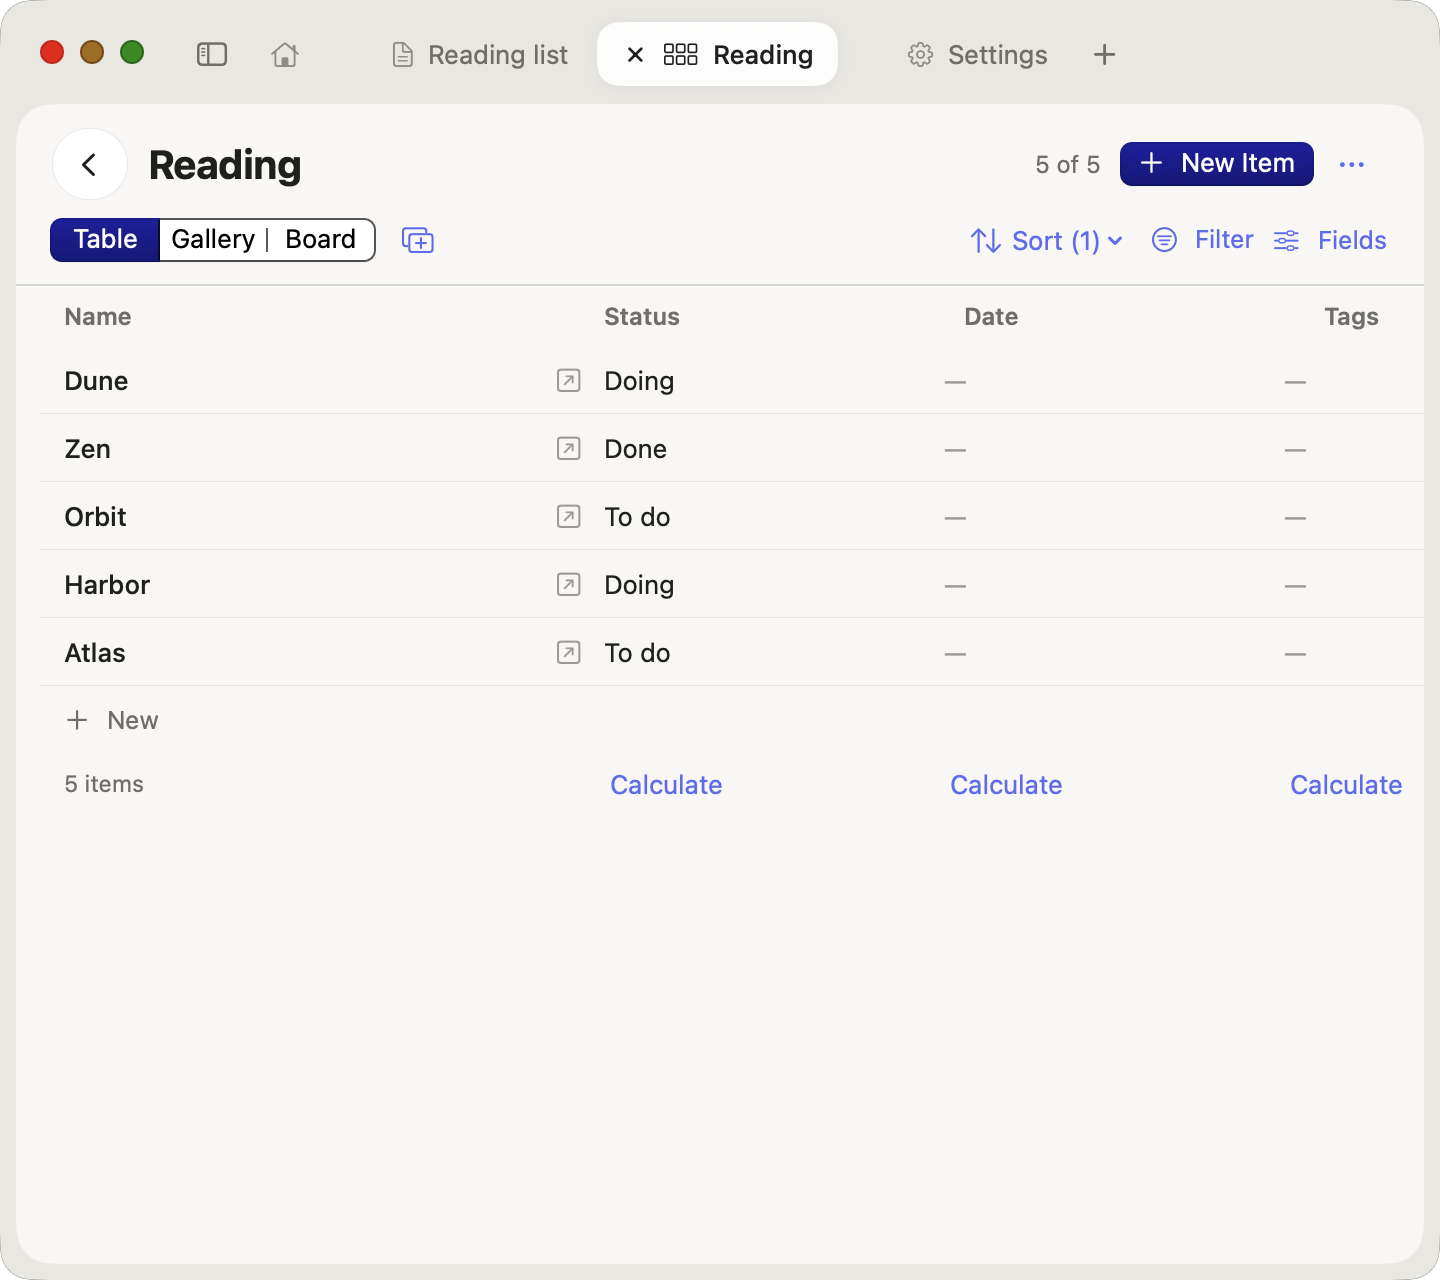 Reading list Reading Settings
Reading 5 of 5 New Item
Table Gallery Board Sort (1) Filter Fields
Name Status Date Tags
Dune Doing — —
Zen Done — —
Orbit To do — —
Harbor Doing — —
Atlas To do — —
New
5 items Calculate Calculate Calculate